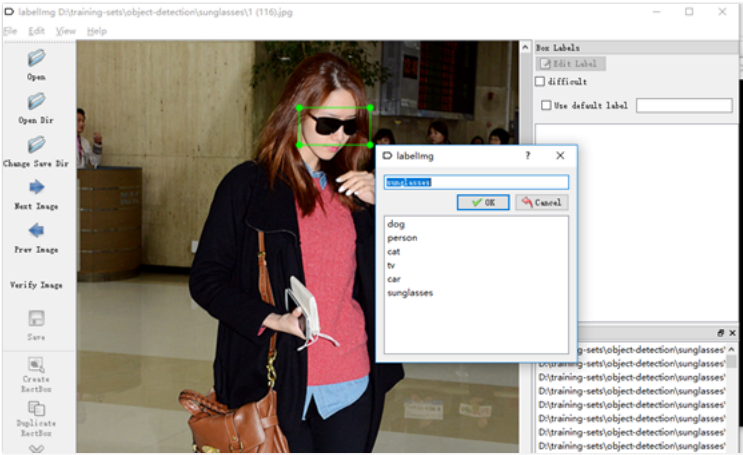 labelImg D:\training-sets\object-detection\sunglasses\1 (116).jpg
File Edit View Help
Open
Open Dir
Change Save Dir
Next Image
Prev Image
Verify Image
Save
Create
RectBox
Duplicate
RectBox
Box Labels
Edit Label
difficult
Use default label
labelImg
?
sunglasses
OK
Cancel
dog
person
cat
tv
car
sunglasses
ng-sets\object-detection\sunglasses'
D:\training-sets\object-detection\sunglasses'
D:\training-sets\object-detection\sunglasses'
D:\training-sets\object-detection\sunglasses'
D:\training-sets\object-detection\sunglasses'
D:\training-sets\object-detection\sunglasses'
D:\training-sets\object-detection\sunglasses'
D:\training-sets\object-detection\sunglasses'